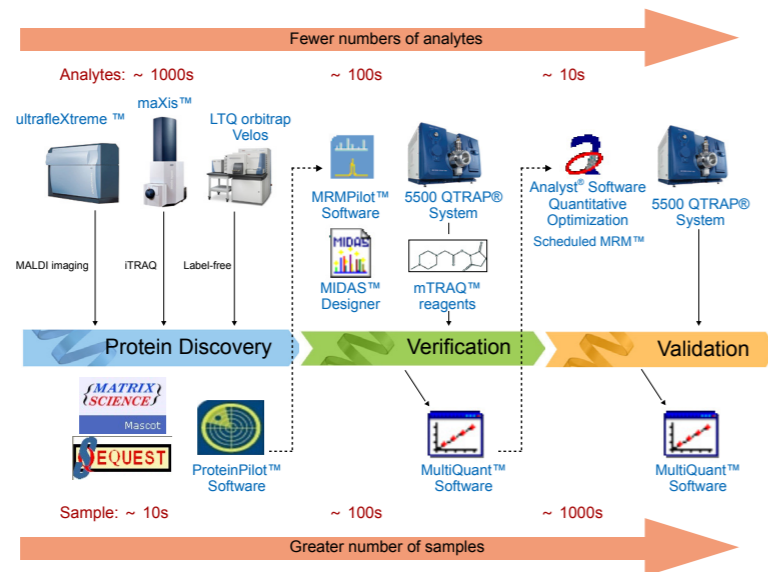 Fewer numbers of analytes
Analytes: ~ 1000s
~ 100s
~ 10s
ultrafleXtreme ™
maXis™
LTQ orbitrap
Velos
MRMPilot™
Software
5500 QTRAP®
System
Analyst® Software
Quantitative
Optimization
Scheduled MRM™
5500 QTRAP®
System
MALDI imaging
iTRAQ
Label-free
MIDAS
MIDAS™
Designer
mTRAQ™
reagents
Protein Discovery
Verification
Validation
{MATRIX}
{SCIENCE}
Mascot
SEQUEST
ProteinPilot™
Software
MultiQuant™
Software
MultiQuant™
Software
Sample: ~ 10s
~ 100s
~ 1000s
Greater number of samples